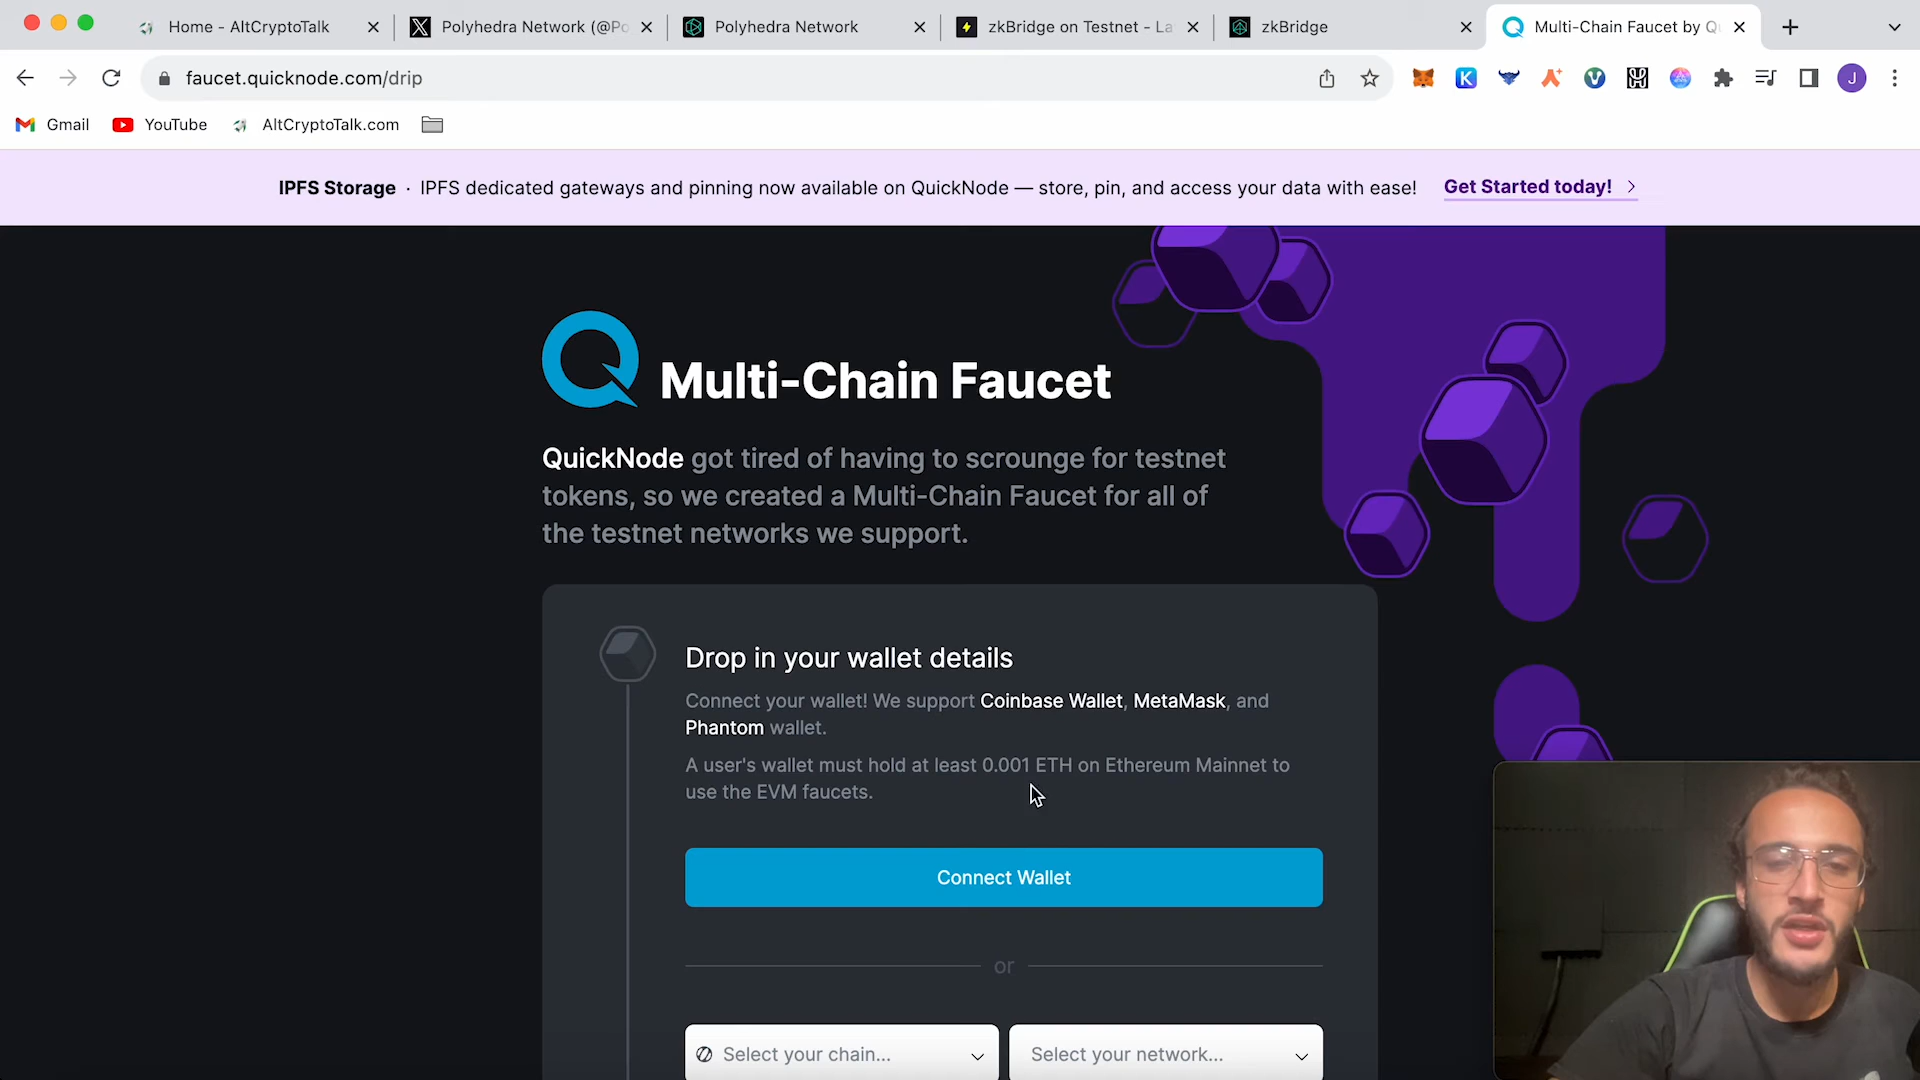 Home - AltCryptoTalk
Polyhedra Network (@Po
Polyhedra Network
zkBridge on Testnet - La
zkBridge
Multi-Chain Faucet by Q
faucet.quicknode.com/drip
J
Gmail
YouTube
AltCryptoTalk.com
IPFS Storage · IPFS dedicated gateways and pinning now available on QuickNode — store, pin, and access your data with ease! Get Started today!
Multi-Chain Faucet
QuickNode got tired of having to scrounge for testnet
tokens, so we created a Multi-Chain Faucet for all of
the testnet networks we support.
Drop in your wallet details
Connect your wallet! We support Coinbase Wallet, MetaMask, and
Phantom wallet.
A user's wallet must hold at least 0.001 ETH on Ethereum Mainnet to
use the EVM faucets.
Connect Wallet
or
Select your chain...
Select your network...